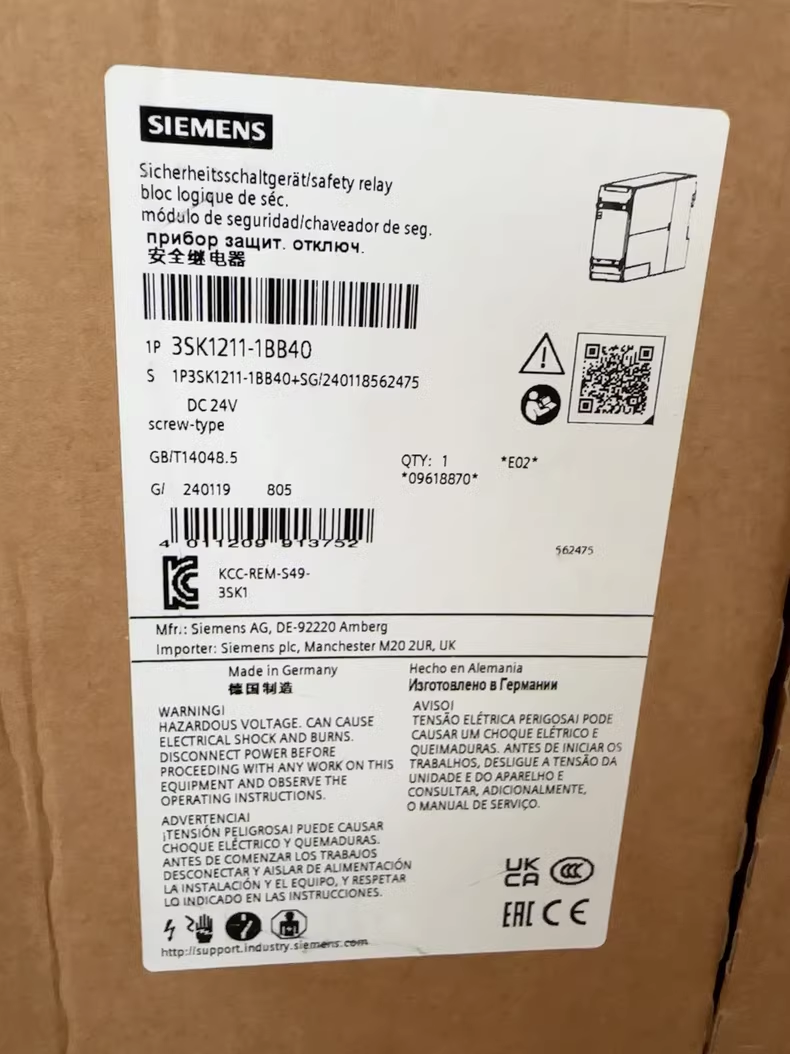 SIEMENS
Sicherheitsschaltgerät/safety relay
bloc logique de séc.
módulo de seguridad/chaveador de seg.
прибор защит. отключ.
安全继电器
1P 3SK1211-1BB40
S 1P3SK1211-1BB40+SG/240118562475
DC 24V
screw-type
GB/T14048.5
QTY: 1 *E02*
*09618870*
G/ 240119 805
4 011209 913752
562475
KCC-REM-S49-
3SK1
Mfr.: Siemens AG, DE-92220 Amberg
Importer: Siemens plc, Manchester M20 2UR, UK
Made in Germany
德国制造
Hecho en Alemania
Изготовлено в Германии
WARNING!
HAZARDOUS VOLTAGE. CAN CAUSE
ELECTRICAL SHOCK AND BURNS.
DISCONNECT POWER BEFORE
PROCEEDING WITH ANY WORK ON THIS
EQUIPMENT AND OBSERVE THE
OPERATING INSTRUCTIONS.
AVISO!
TENSÃO ELÉTRICA PERIGOSA! PODE
CAUSAR UM CHOQUE ELÉTRICO E
QUEIMADURAS. ANTES DE INICIAR OS
TRABALHOS, DESLIGUE A TENSÃO DA
UNIDADE E DO APARELHO E
CONSULTAR, ADICIONALMENTE,
O MANUAL DE SERVIÇO.
ADVERTENCIA!
¡TENSIÓN PELIGROSA! PUEDE CAUSAR
CHOQUE ELÉCTRICO Y QUEMADURAS.
ANTES DE COMENZAR LOS TRABAJOS
DESCONECTAR Y AISLAR DE ALIMENTACIÓN
LA INSTALACIÓN Y EL EQUIPO, Y RESPETAR
LO INDICADO EN LAS INSTRUCCIONES.
UK
CA
CCC
EAC CE
http://support.industry.siemens.com